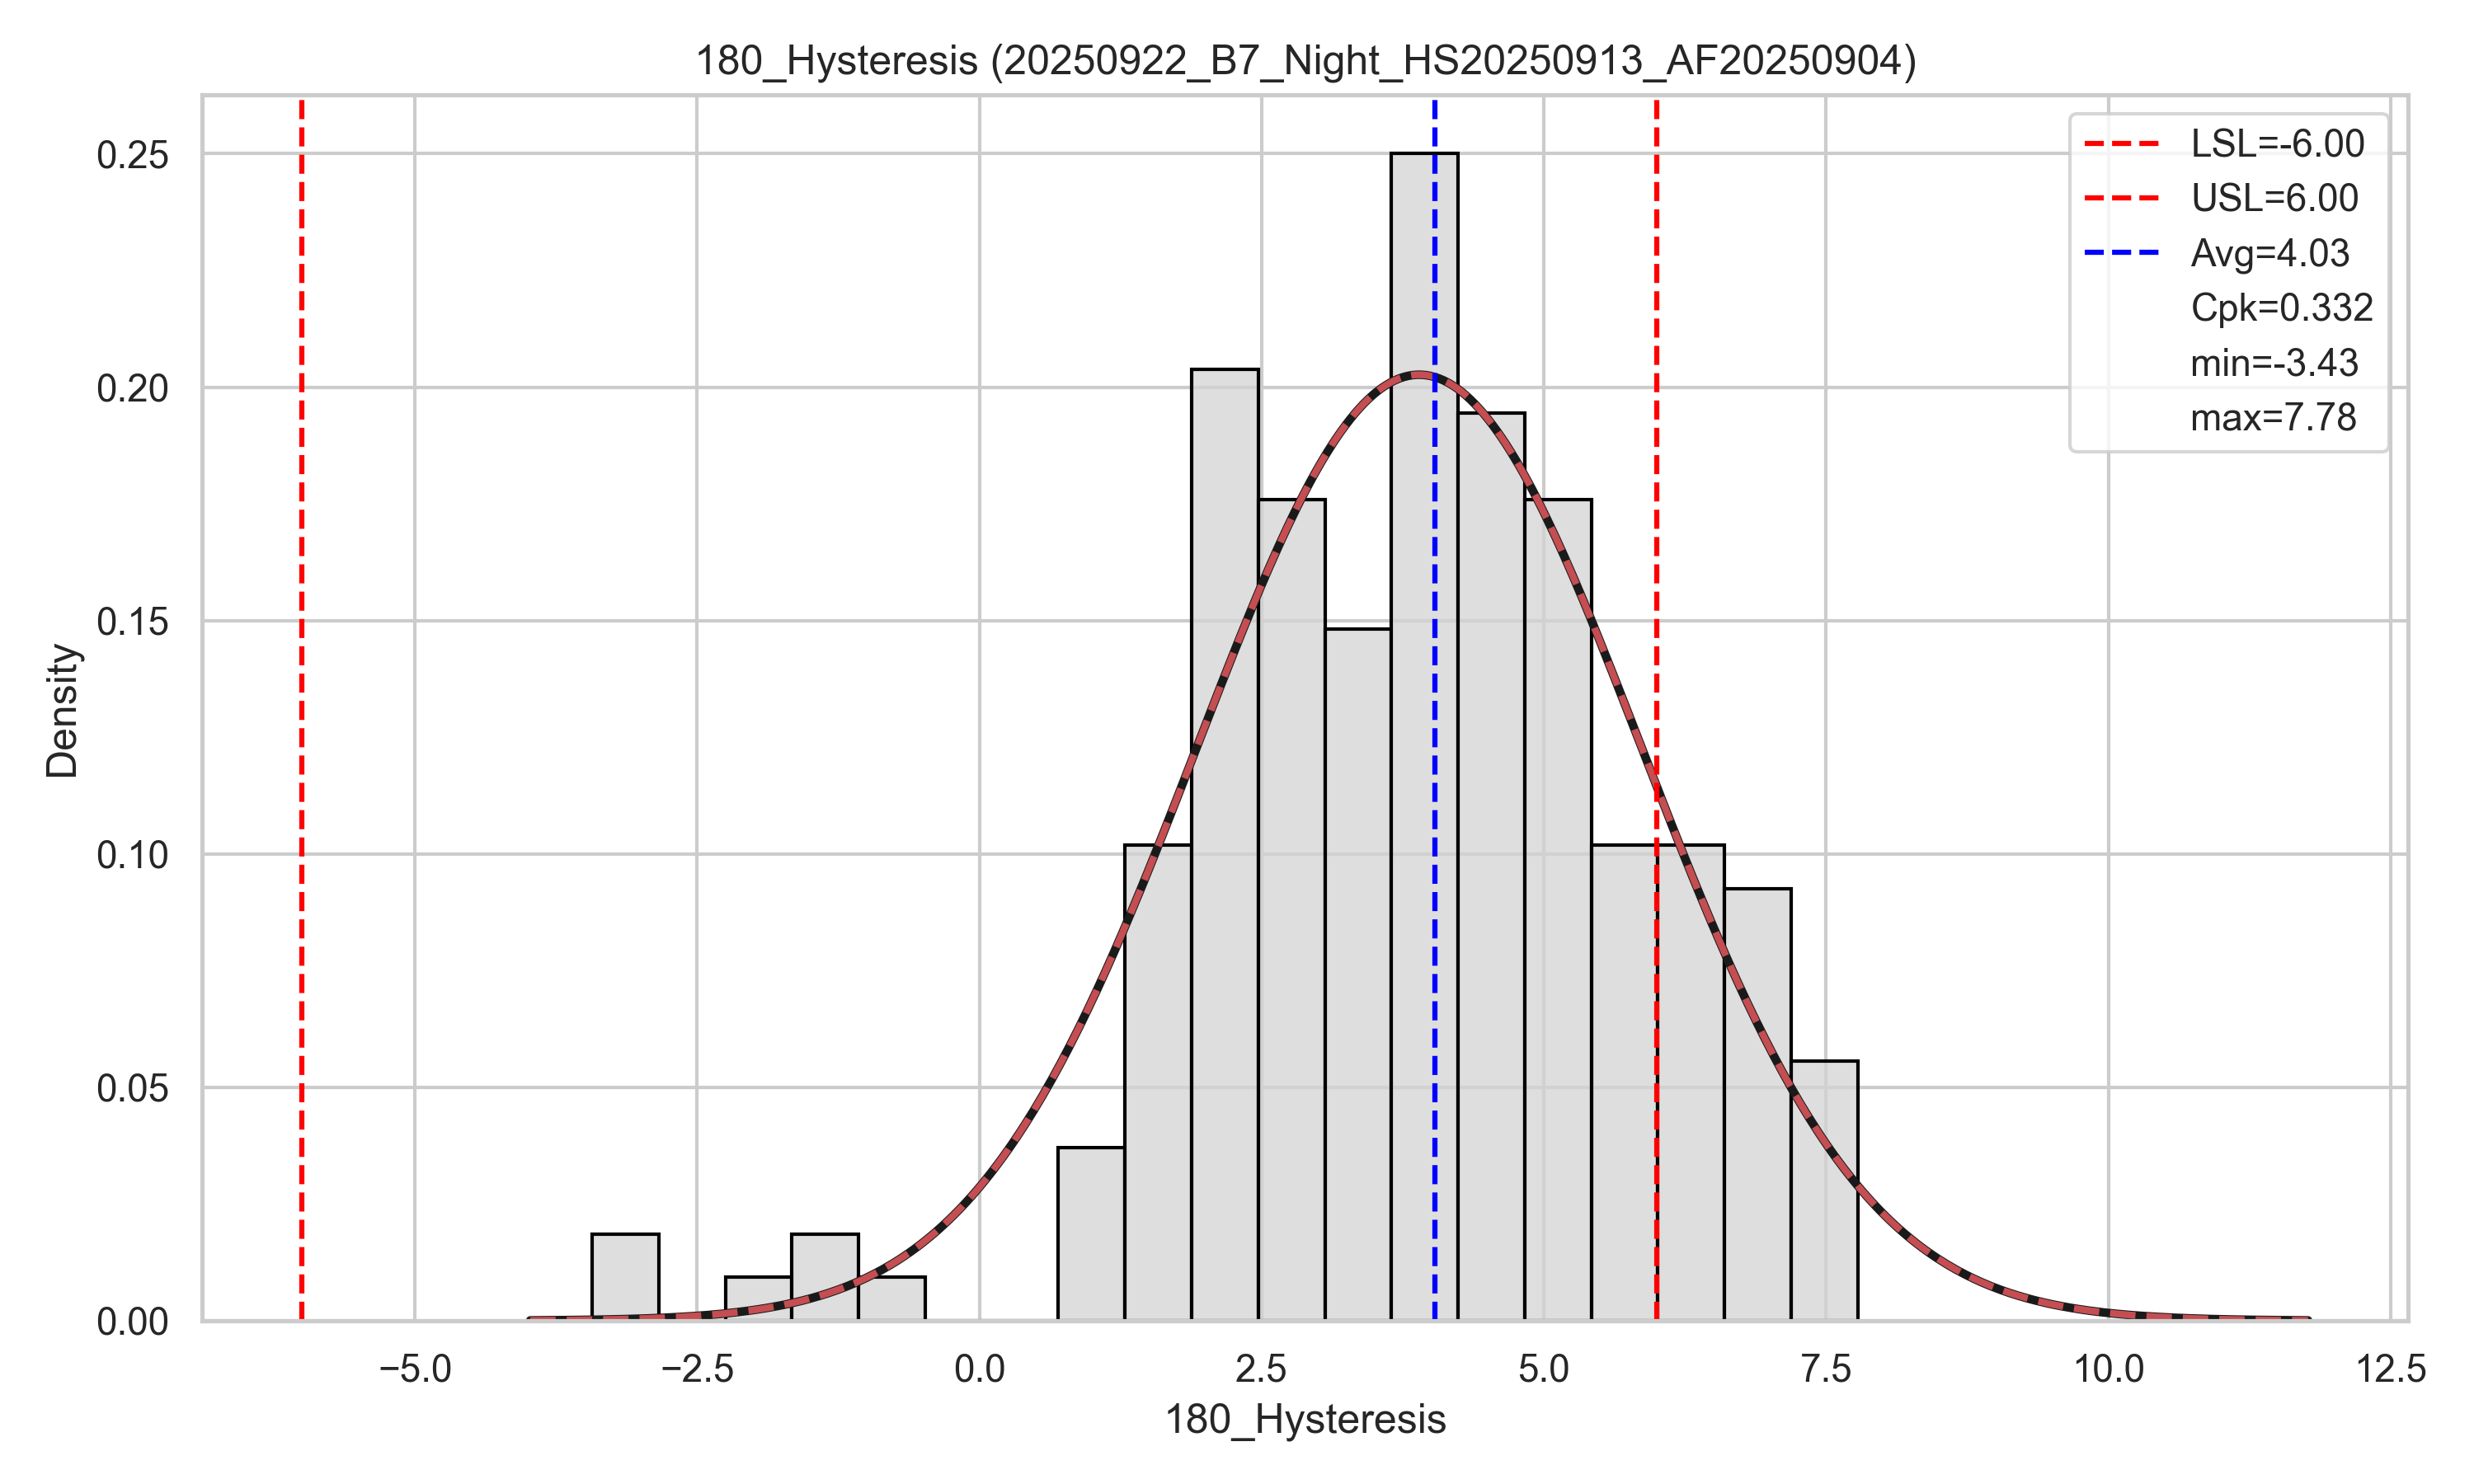 180_Hysteresis (20250922_B7_Night_HS20250913_AF20250904)
LSL=-6.00
USL=6.00
Avg=4.03
Cpk=0.332
min=-3.43
max=7.78
Density
0.25
0.20
0.15
0.10
0.05
0.00
−5.0 −2.5 0.0 2.5 5.0 7.5 10.0 12.5
180_Hysteresis